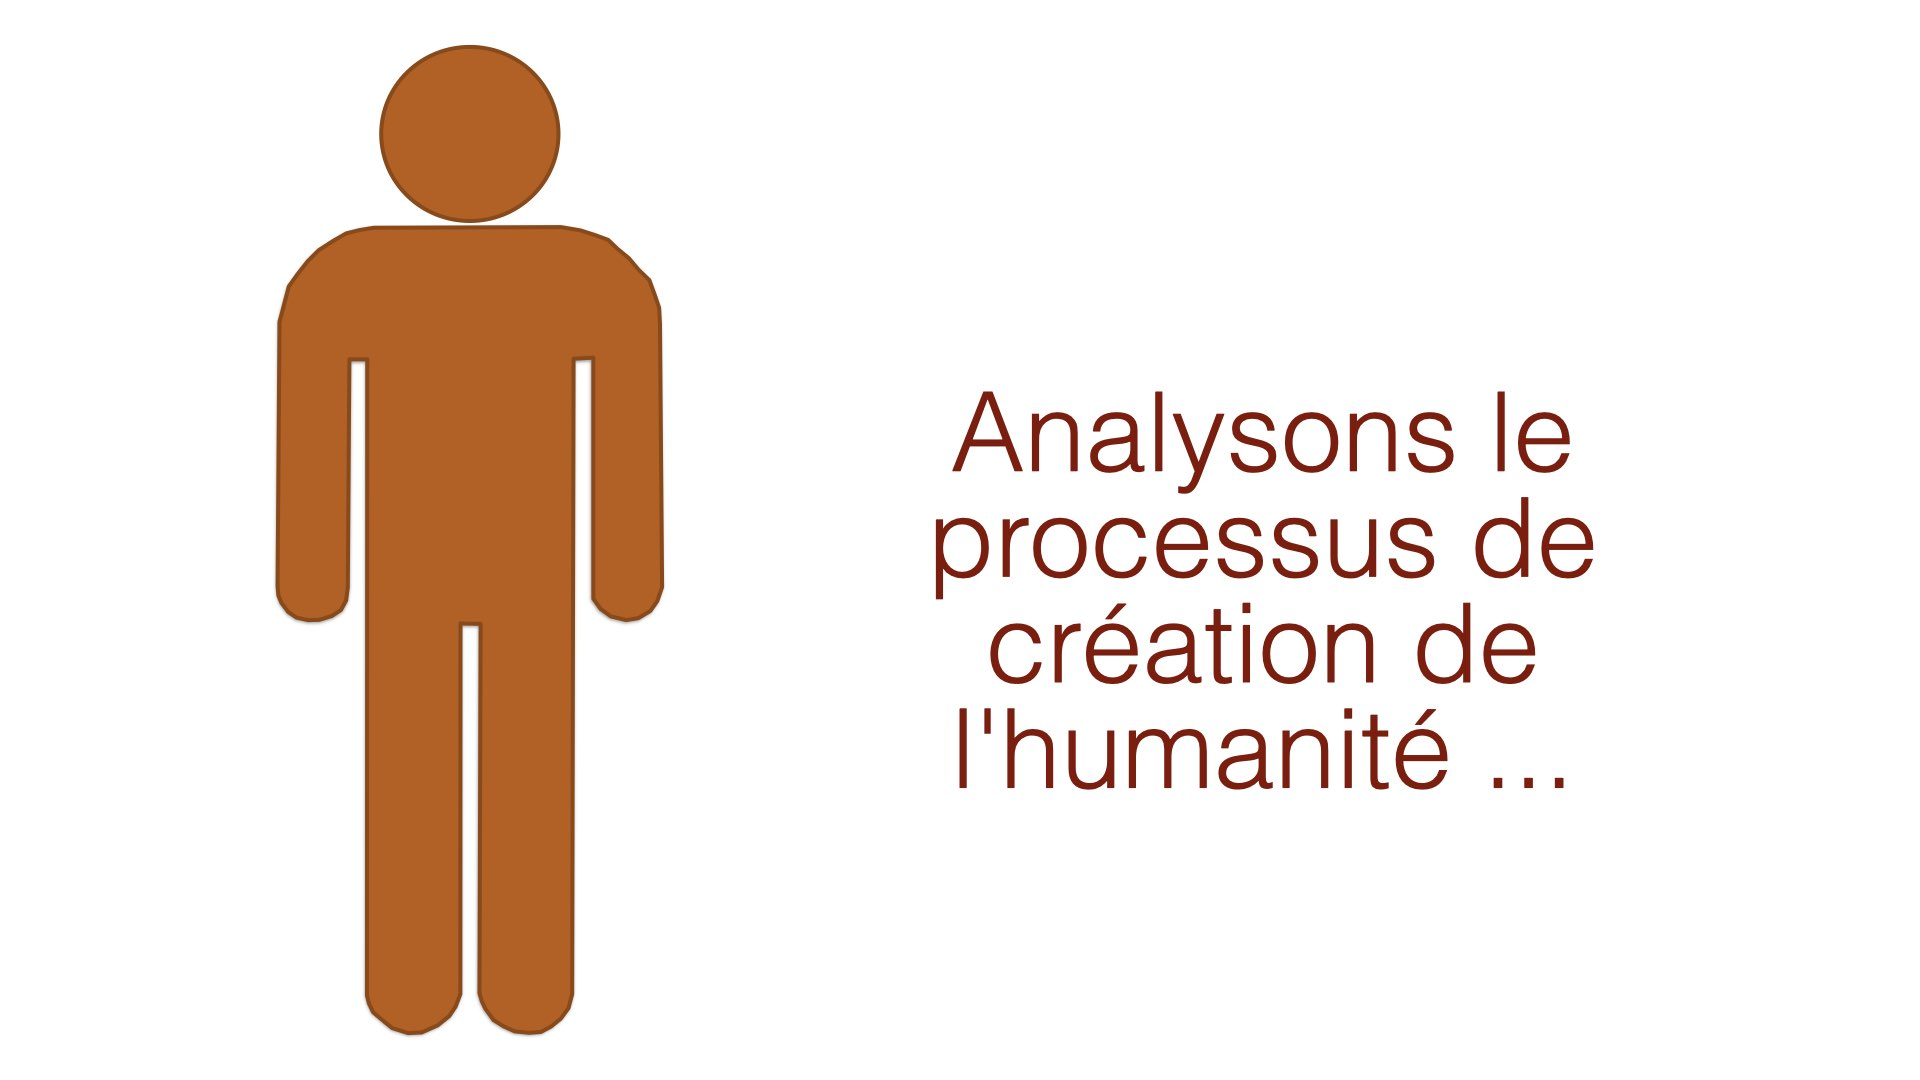 Analysons le
processus de
création de
l'humanité ...